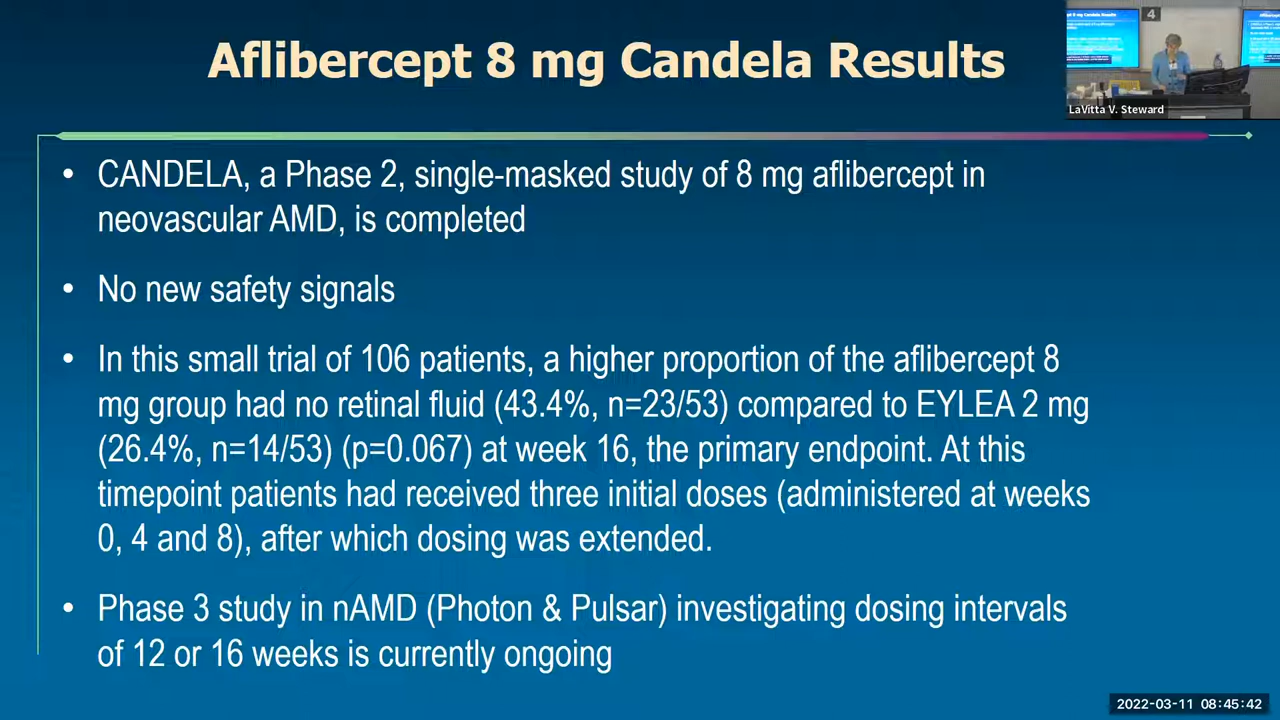 Aflibercept 8 mg Candela Results
4
LaVitta V. Steward
• CANDELA, a Phase 2, single-masked study of 8 mg aflibercept in
neovascular AMD, is completed
• No new safety signals
• In this small trial of 106 patients, a higher proportion of the aflibercept 8
mg group had no retinal fluid (43.4%, n=23/53) compared to EYLEA 2 mg
(26.4%, n=14/53) (p=0.067) at week 16, the primary endpoint. At this
timepoint patients had received three initial doses (administered at weeks
0, 4 and 8), after which dosing was extended.
• Phase 3 study in nAMD (Photon & Pulsar) investigating dosing intervals
of 12 or 16 weeks is currently ongoing
2022-03-11 08:45:42